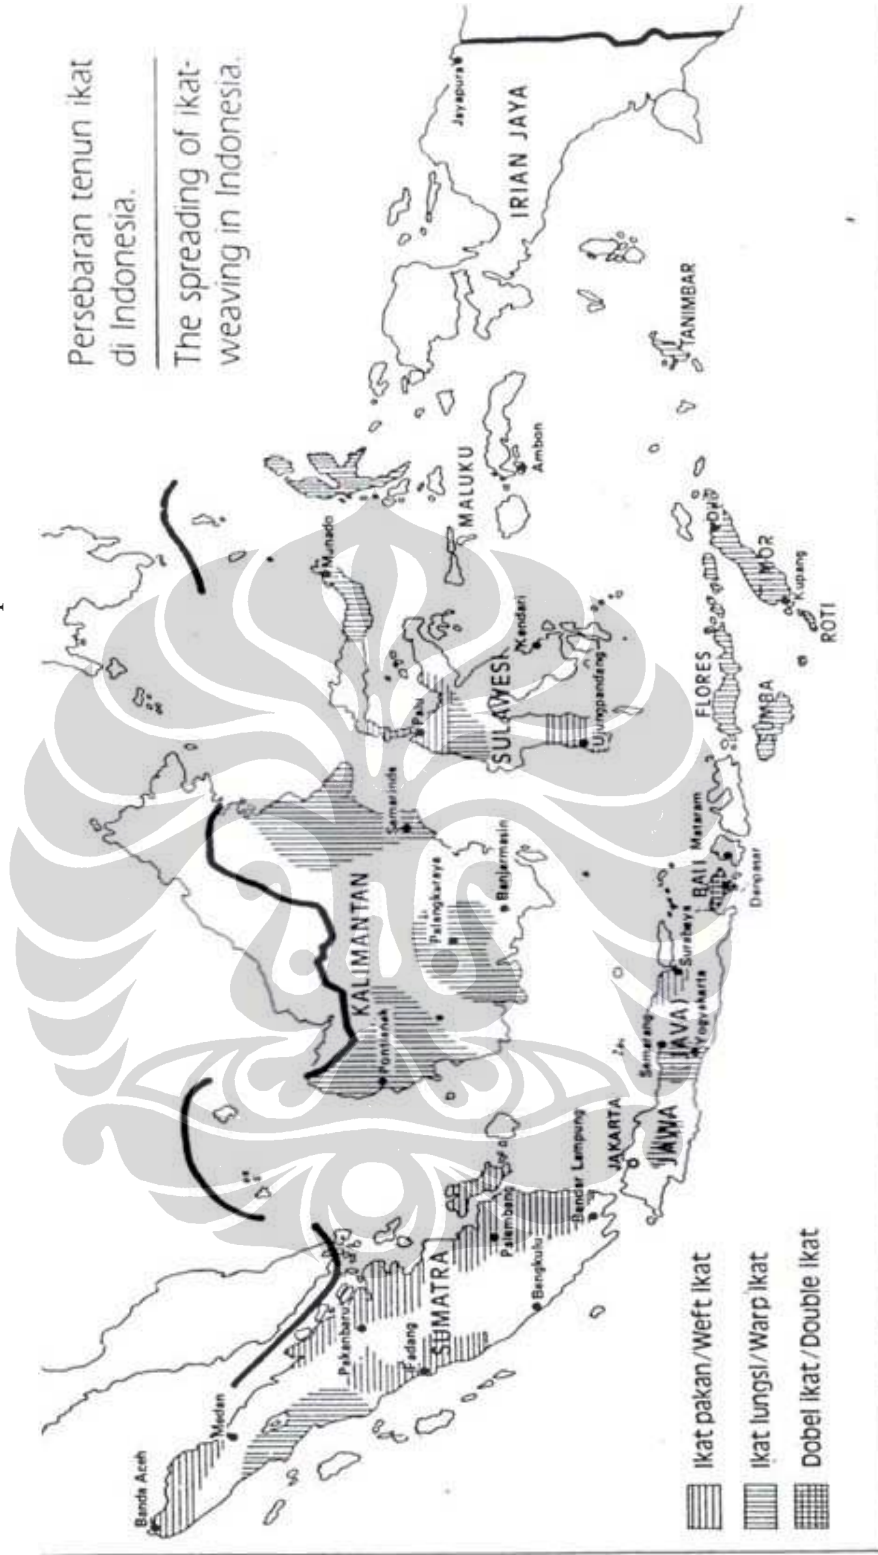 Persebaran tenun ikat
di Indonesia.
The spreading of ikat-
weaving in Indonesia.
Banda Aceh
Medan
Pakanbaru
Padang
SUMATRA
Palembang
Bengkulu
Bandar Lampung
JAKARTA
JAWA
(JAVA)
Semarang
Yogyakarta
Surabaya
BALI
Mataram
Denpasar
KALIMANTAN
Pontianak
Palangkaraya
Banjarmasin
Samarinda
SULAWESI
Manado
Palu
Kendari
Ujungpandang
MALUKU
Ambon
FLORES
SUMBA
TIMOR
Kupang
ROTI
TANIMBAR
IRIAN JAYA
Jayapura
Ikat pakan/Weft ikat
Ikat lungsi/Warp ikat
Dobel ikat/Double ikat